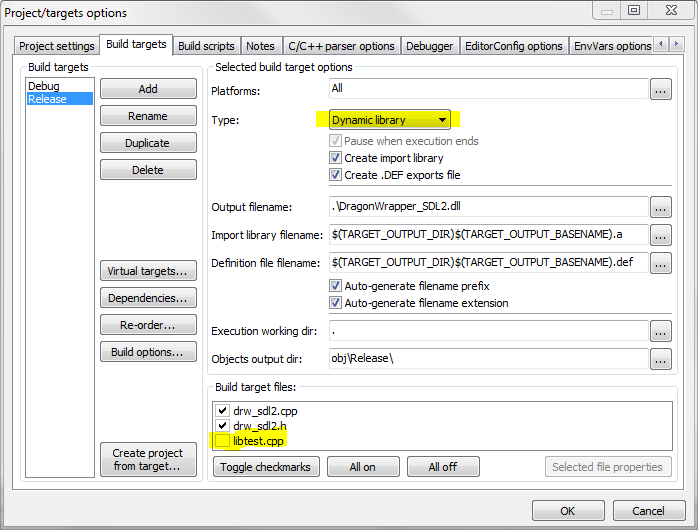 Project/targets options
Project settings
Build targets
Build scripts
Notes
C/C++ parser options
Debugger
EditorConfig options
EnvVars options
Build targets
Debug
Release
Add
Rename
Duplicate
Delete
Virtual targets...
Dependencies...
Re-order...
Build options...
Create project
from target...
Selected build target options
Platforms: All ...
Type: Dynamic library
Pause when execution ends
Create import library
Create .DEF exports file
Output filename: .\DragonWrapper_SDL2.dll ...
Import library filename: $(TARGET_OUTPUT_DIR)$(TARGET_OUTPUT_BASENAME).a ...
Definition file filename: $(TARGET_OUTPUT_DIR)$(TARGET_OUTPUT_BASENAME).def ...
Auto-generate filename prefix
Auto-generate filename extension
Execution working dir: . ...
Objects output dir: obj\Release\ ...
Build target files:
drw_sdl2.cpp
drw_sdl2.h
libtest.cpp
Toggle checkmarks
All on
All off
Selected file properties
OK
Cancel